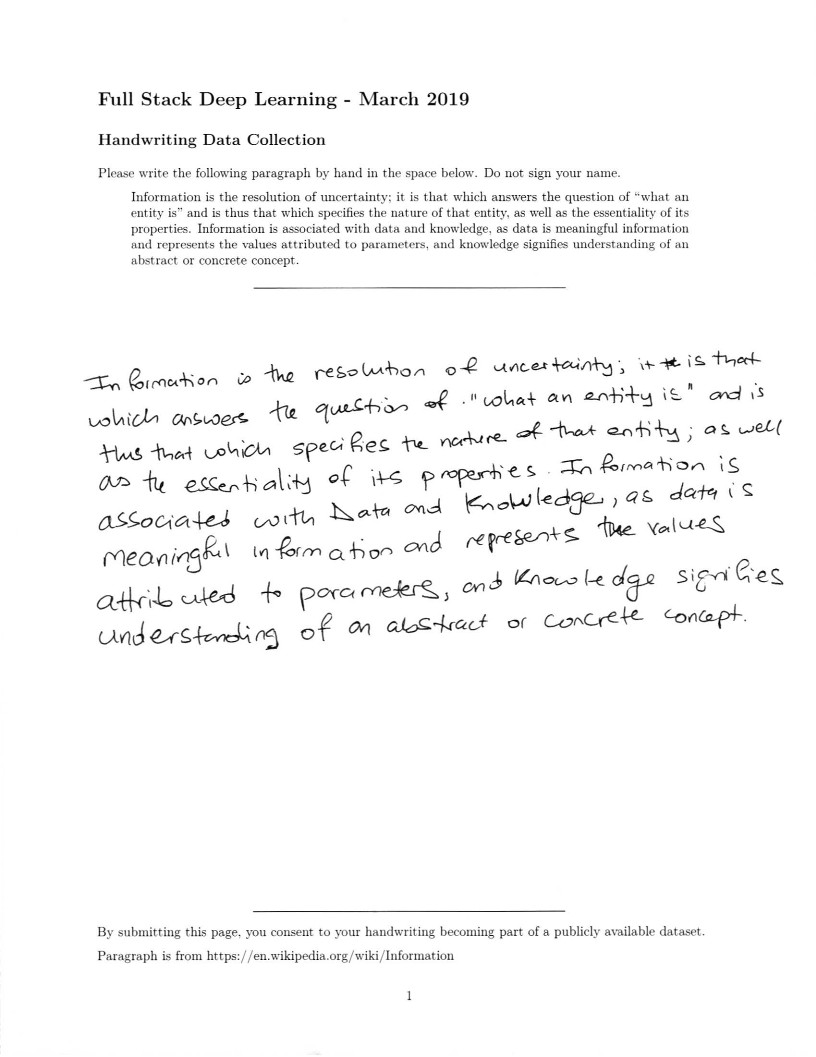 Full Stack Deep Learning - March 2019
Handwriting Data Collection
Please write the following paragraph by hand in the space below. Do not sign your name.
Information is the resolution of uncertainty; it is that which answers the question of “what an
entity is” and is thus that which specifies the nature of that entity, as well as the essentiality of its
properties. Information is associated with data and knowledge, as data is meaningful information
and represents the values attributed to parameters, and knowledge signifies understanding of an
abstract or concrete concept.
Information is the resolution of uncertainty; it is that
which answers the question of "what an entity is" and is
thus that which specifies the nature of that entity; as well
as the essentiality of its properties. Information is
associated with Data and Knowledge, as data is
meaningful information and represents the values
attributed to parameters, and Knowledge signifies
understanding of an abstract or concrete concept.
By submitting this page, you consent to your handwriting becoming part of a publicly available dataset.
Paragraph is from https://en.wikipedia.org/wiki/Information
1